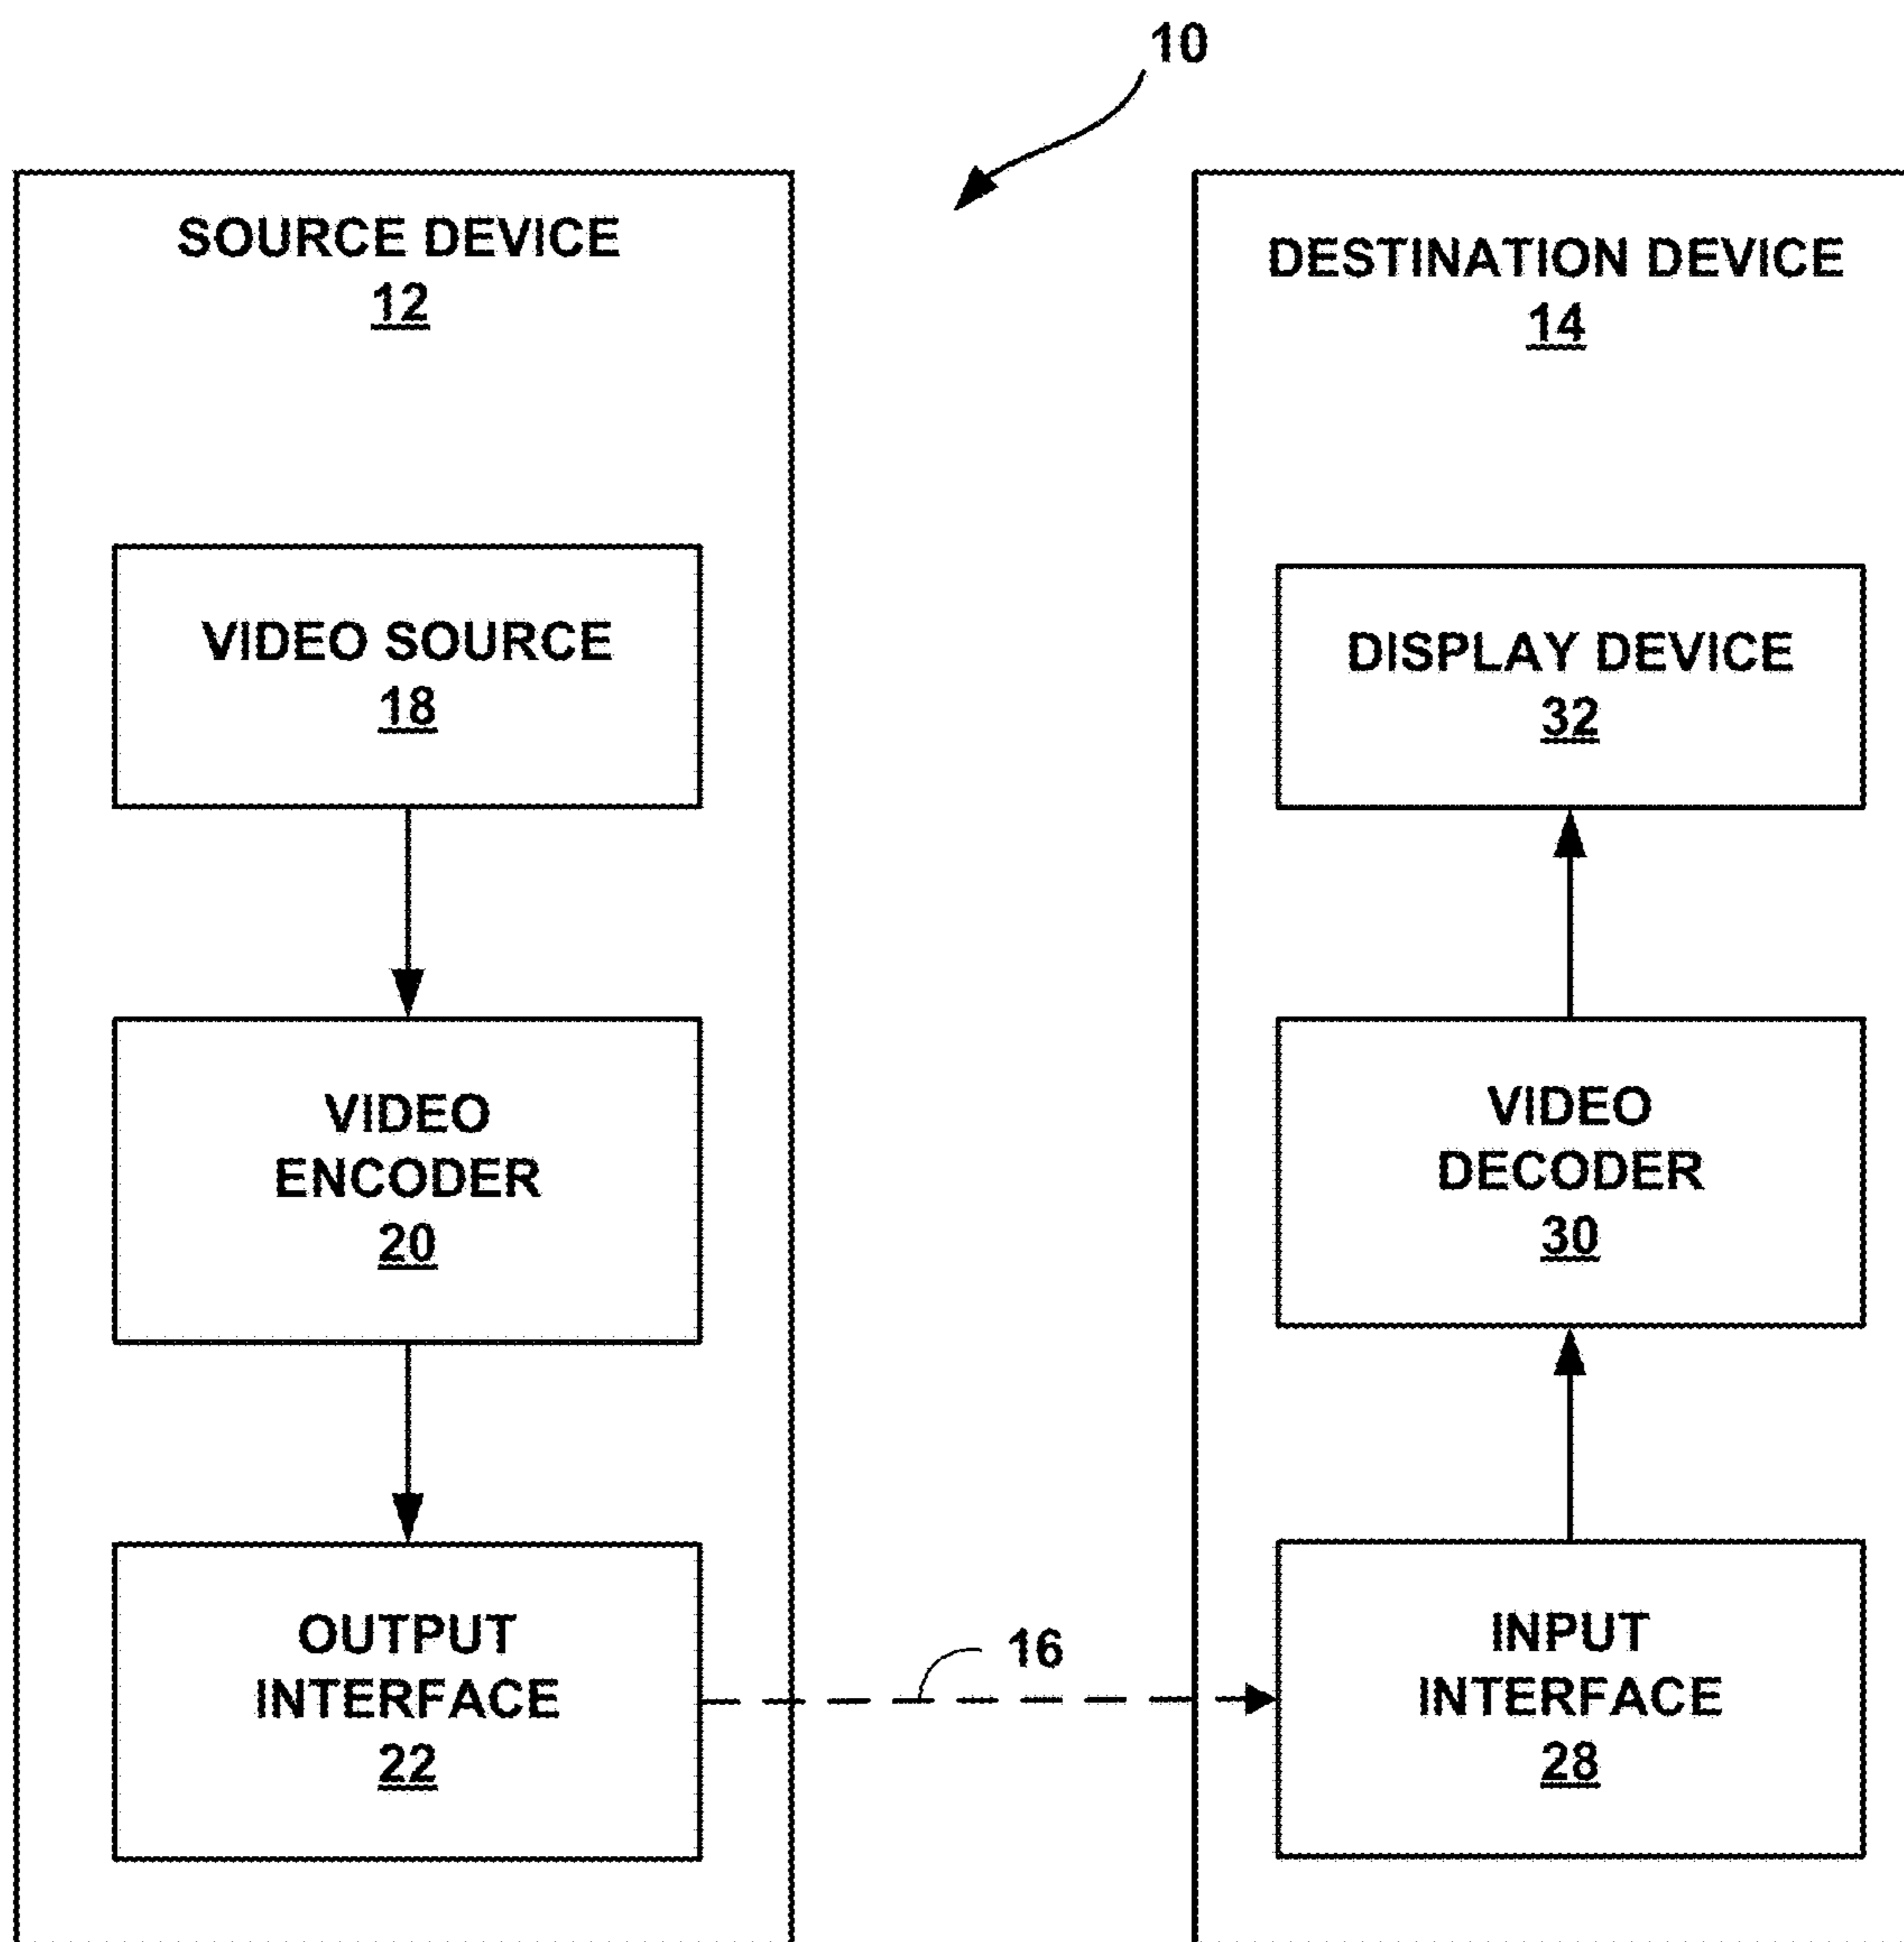 10
SOURCE DEVICE
12
VIDEO SOURCE
18
VIDEO
ENCODER
20
OUTPUT
INTERFACE
22
16
DESTINATION DEVICE
14
DISPLAY DEVICE
32
VIDEO
DECODER
30
INPUT
INTERFACE
28